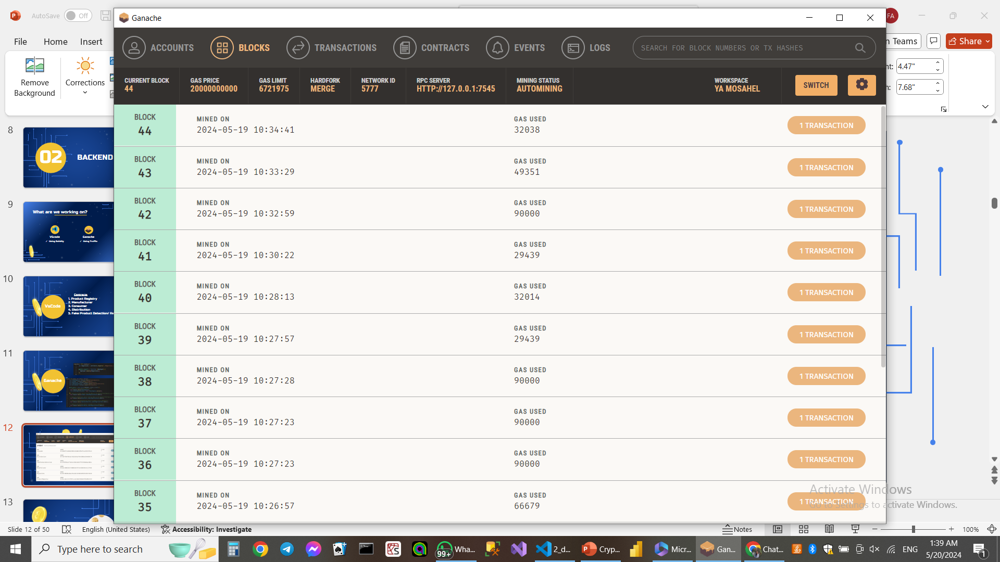 AutoSave
Off
Ganache
FA
File
Home
Insert
n Teams
Share
ACCOUNTS
BLOCKS
TRANSACTIONS
CONTRACTS
EVENTS
LOGS
SEARCH FOR BLOCK NUMBERS OR TX HASHES
Remove
Background
Corrections
4.47"
7.68"
CURRENT BLOCK
44
GAS PRICE
20000000000
GAS LIMIT
6721975
HARDFORK
MERGE
NETWORK ID
5777
RPC SERVER
HTTP://127.0.0.1:7545
MINING STATUS
AUTOMINING
WORKSPACE
YA MOSAHEL
SWITCH
BLOCK
44
MINED ON
2024-05-19 10:34:41
GAS USED
32038
1 TRANSACTION
BLOCK
43
MINED ON
2024-05-19 10:33:29
GAS USED
49351
1 TRANSACTION
BLOCK
42
MINED ON
2024-05-19 10:32:59
GAS USED
90000
1 TRANSACTION
BLOCK
41
MINED ON
2024-05-19 10:30:22
GAS USED
29439
1 TRANSACTION
BLOCK
40
MINED ON
2024-05-19 10:28:13
GAS USED
32014
1 TRANSACTION
BLOCK
39
MINED ON
2024-05-19 10:27:57
GAS USED
29439
1 TRANSACTION
BLOCK
38
MINED ON
2024-05-19 10:27:28
GAS USED
90000
1 TRANSACTION
BLOCK
37
MINED ON
2024-05-19 10:27:23
GAS USED
90000
1 TRANSACTION
BLOCK
36
MINED ON
2024-05-19 10:27:23
GAS USED
90000
1 TRANSACTION
BLOCK
35
MINED ON
2024-05-19 10:26:57
GAS USED
66679
1 TRANSACTION
8
02
BACKEND
9
What are we working on?
VScode
✓ Using Solidity
Ganache
✓ Using Truffle
10
VsCode
Contracts
1. Product Registry
2. Manufacturer
3. Consumer
4. Distribution
5. Fake Product Detection/ Re
11
Ganache
12
13
Activate Windows
Go to Settings to activate Windows.
Slide 12 of 50
English (United States)
Accessibility: Investigate
Notes
100%
Type here to search
99+
Wha...
2_d...
Cryp...
Micr...
Gan...
Chat...
ENG
1:39 AM
5/20/2024
1